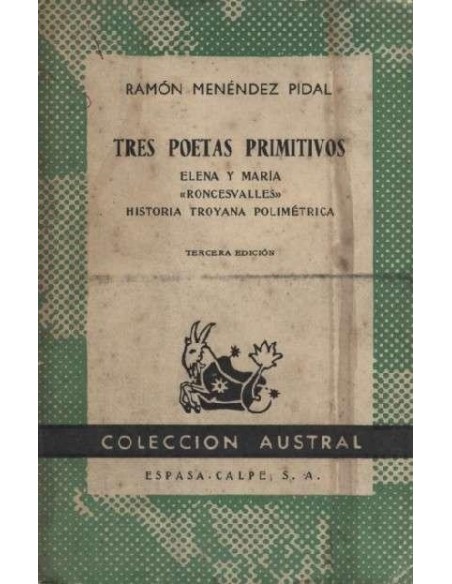 RAMÓN MENÉNDEZ PIDAL
TRES POETAS PRIMITIVOS
ELENA Y MARÍA
«RONCESVALLES»
HISTORIA TROYANA POLIMÉTRICA
TERCERA EDICIÓN
COLECCION AUSTRAL
ESPASA-CALPE, S. A.